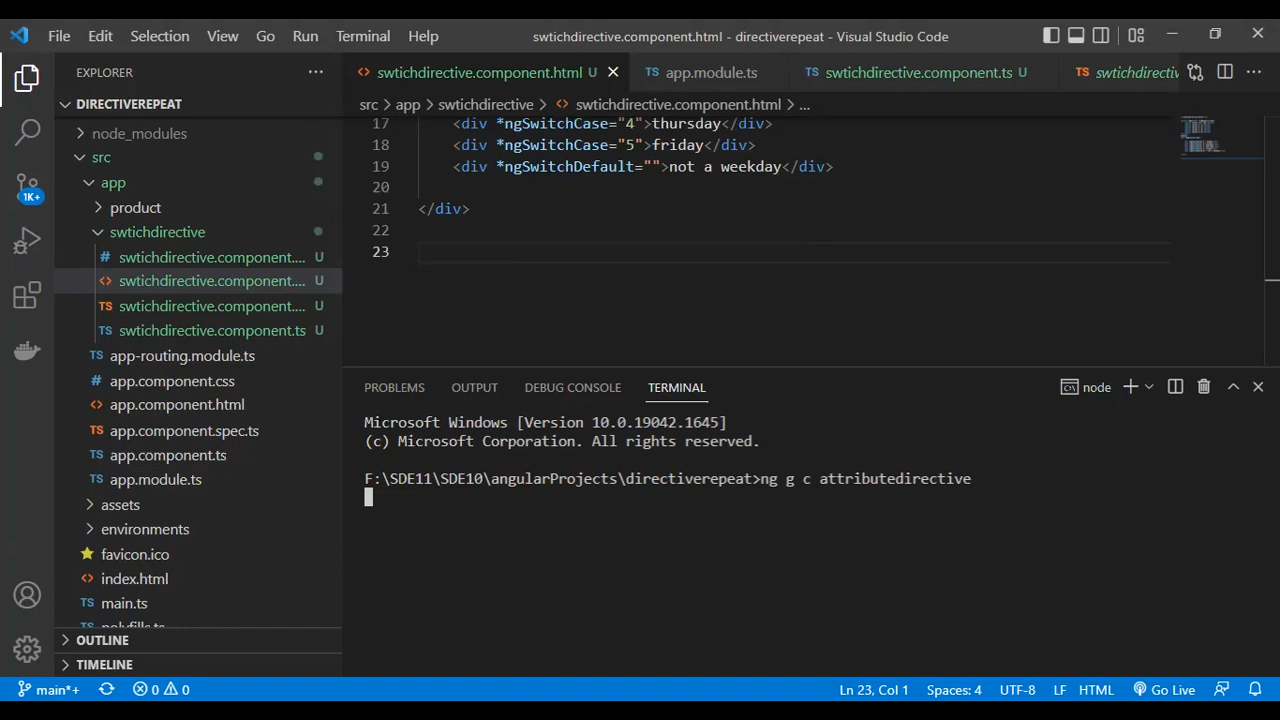 File Edit Selection View Go Run Terminal Help swtichdirective.component.html - directiverepeat - Visual Studio Code
EXPLORER
swtichdirective.component.html U
app.module.ts
swtichdirective.component.ts U
swtichdirectiv
DIRECTIVEREPEAT
src > app > swtichdirective > swtichdirective.component.html > ...
node_modules
src
app
product
swtichdirective
swtichdirective.component.... U
swtichdirective.component.... U
swtichdirective.component.... U
swtichdirective.component.ts U
app-routing.module.ts
app.component.css
app.component.html
app.component.spec.ts
app.component.ts
app.module.ts
assets
environments
favicon.ico
index.html
main.ts
polyfills.ts
OUTLINE
TIMELINE
1K+
17 <div *ngSwitchCase="4">thursday</div>
18 <div *ngSwitchCase="5">friday</div>
19 <div *ngSwitchDefault="">not a weekday</div>
20
21 </div>
22
23
PROBLEMS OUTPUT DEBUG CONSOLE TERMINAL node
Microsoft Windows [Version 10.0.19042.1645]
(c) Microsoft Corporation. All rights reserved.
F:\SDE11\SDE10\angularProjects\directiverepeat>ng g c attributedirective
main*+ 0 0 Ln 23, Col 1 Spaces: 4 UTF-8 LF HTML Go Live